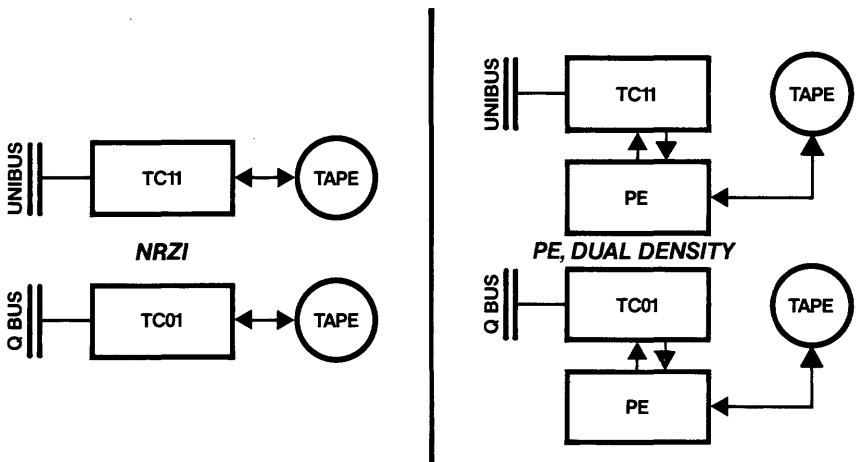 UNIBUS
TC11
TAPE
NRZI
Q BUS
TC01
TAPE
UNIBUS
TC11
TAPE
PE
PE, DUAL DENSITY
Q BUS
TC01
TAPE
PE